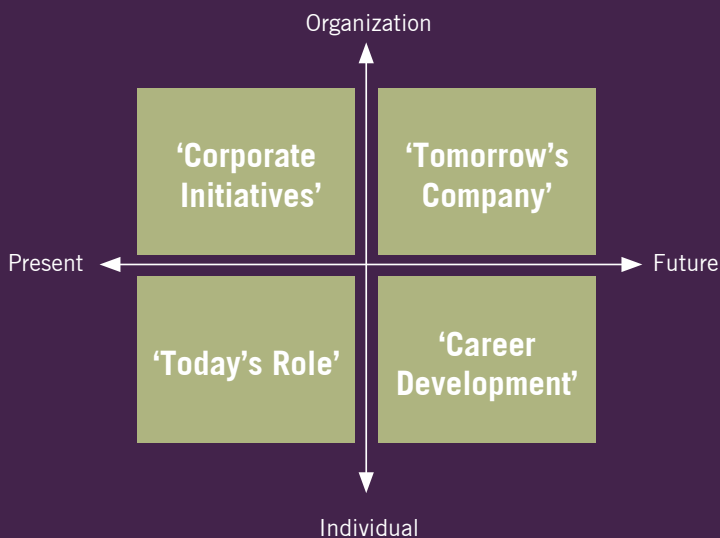 Organization
‘Corporate
Initiatives’
‘Tomorrow’s
Company’
Present
Future
‘Today’s Role’
‘Career
Development’
Individual